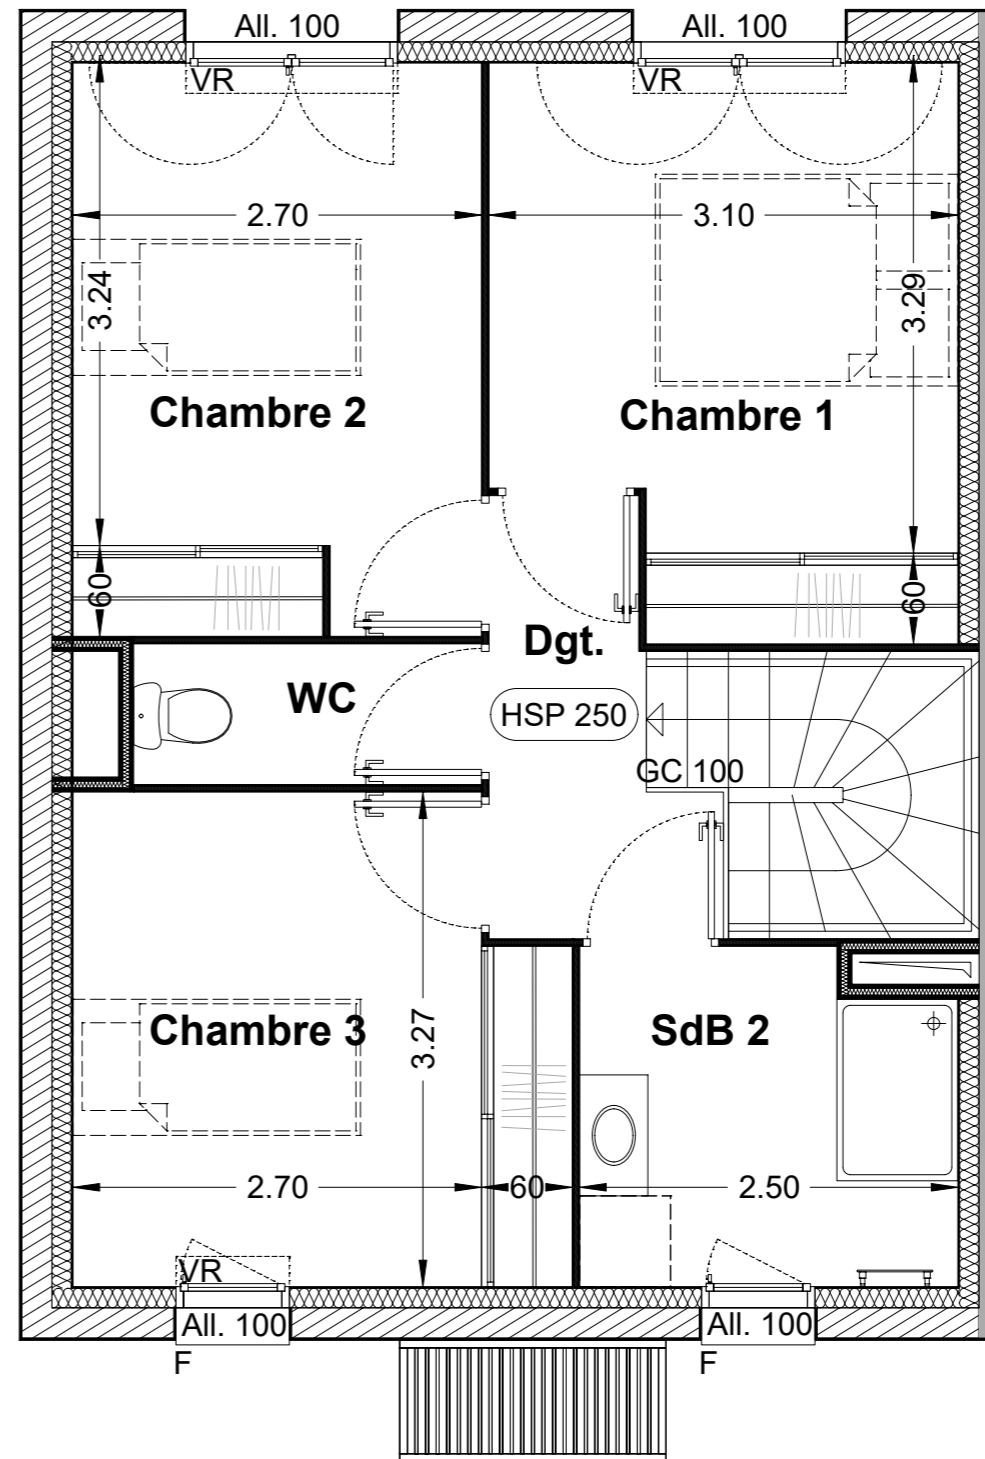 All. 100
All. 100
VR
VR
2.70
3.10
3.24
3.29
Chambre 2
Chambre 1
60
60
Dgt.
WC
HSP 250
GC 100
Chambre 3
3.27
SdB 2
2.70
60
2.50
VR
All. 100
All. 100
F
F